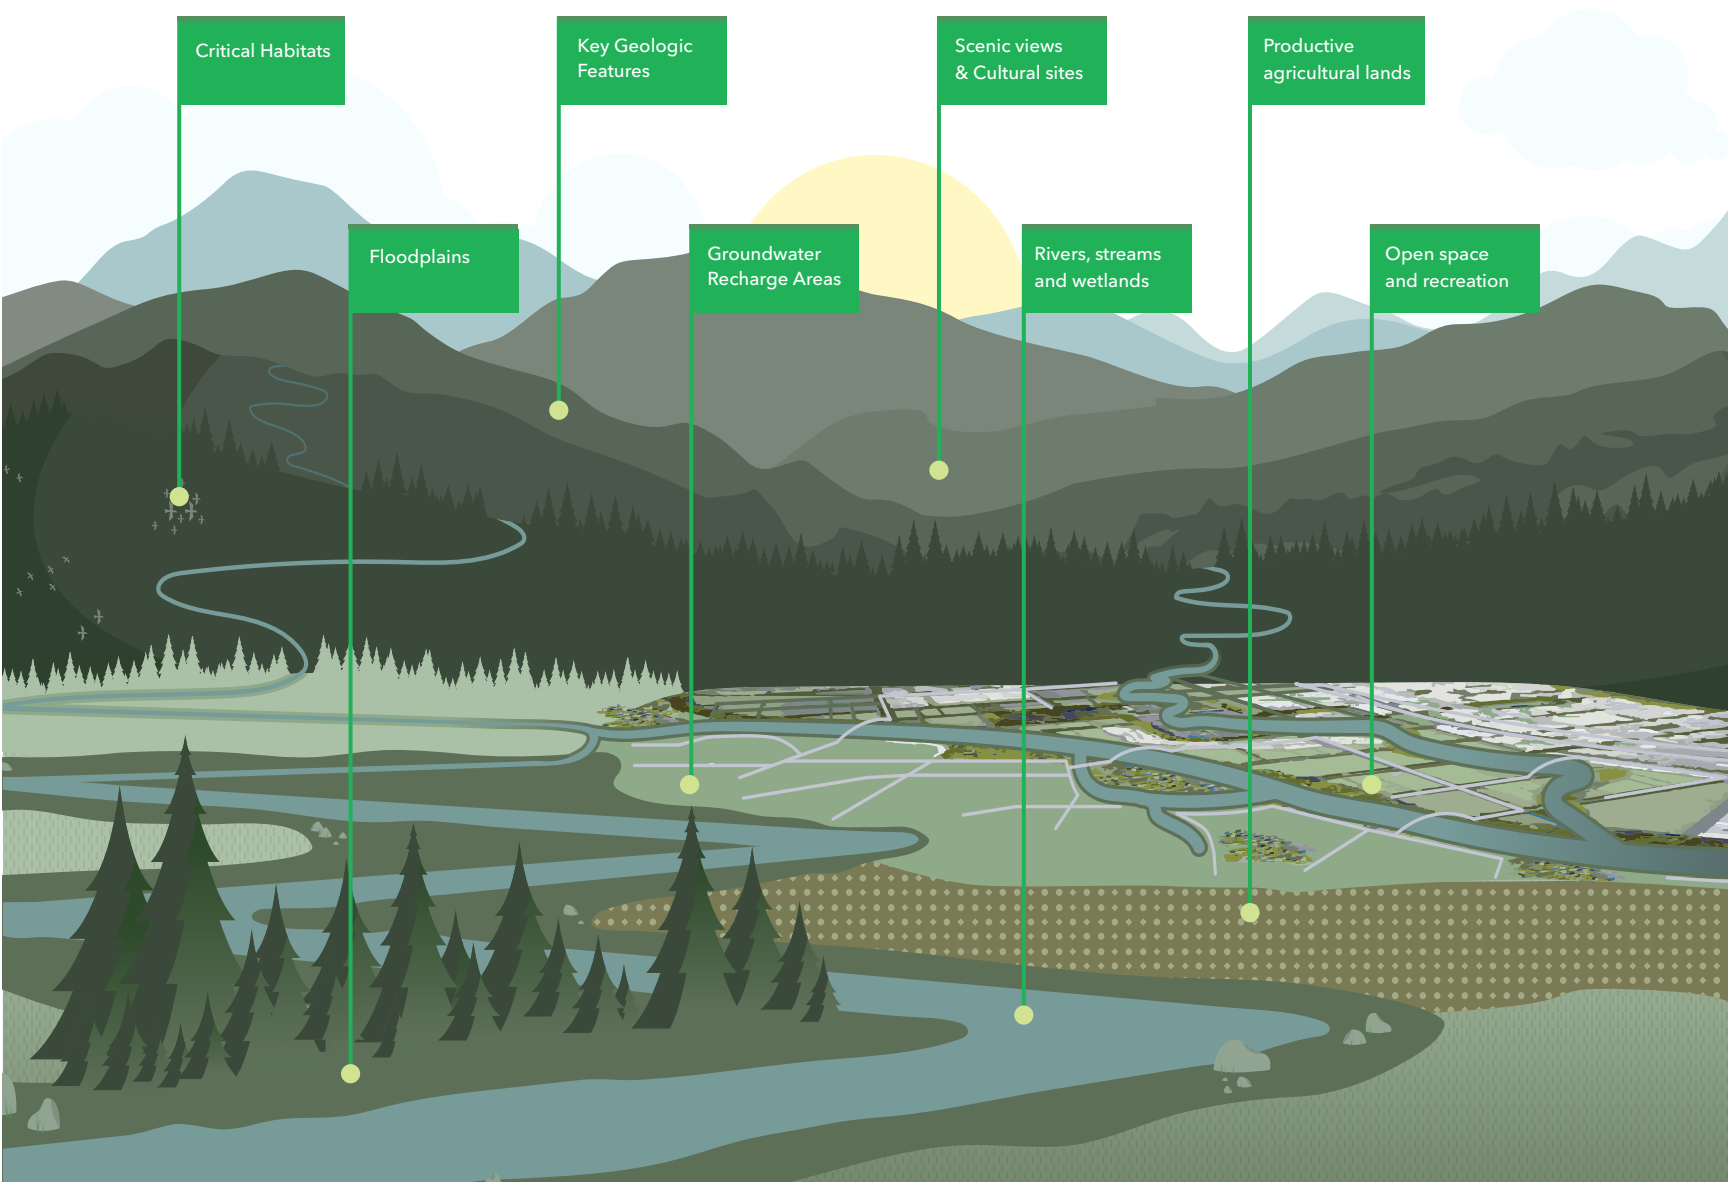 Critical Habitats
Key Geologic
Features
Scenic views
& Cultural sites
Productive
agricultural lands
Floodplains
Groundwater
Recharge Areas
Rivers, streams
and wetlands
Open space
and recreation